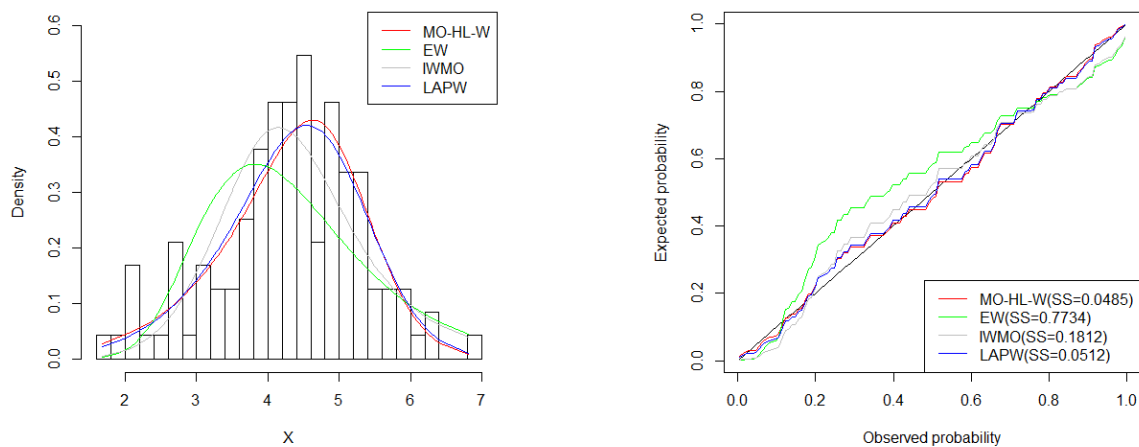 MO-HL-W
EW
IWMO
LAPW
Density
0.0
0.1
0.2
0.3
0.4
0.5
0.6
2 3 4 5 6 7
X
Expected probability
0.0
0.2
0.4
0.6
0.8
1.0
MO-HL-W(SS=0.0485)
EW(SS=0.7734)
IWMO(SS=0.1812)
LAPW(SS=0.0512)
0.0 0.2 0.4 0.6 0.8 1.0
Observed probability